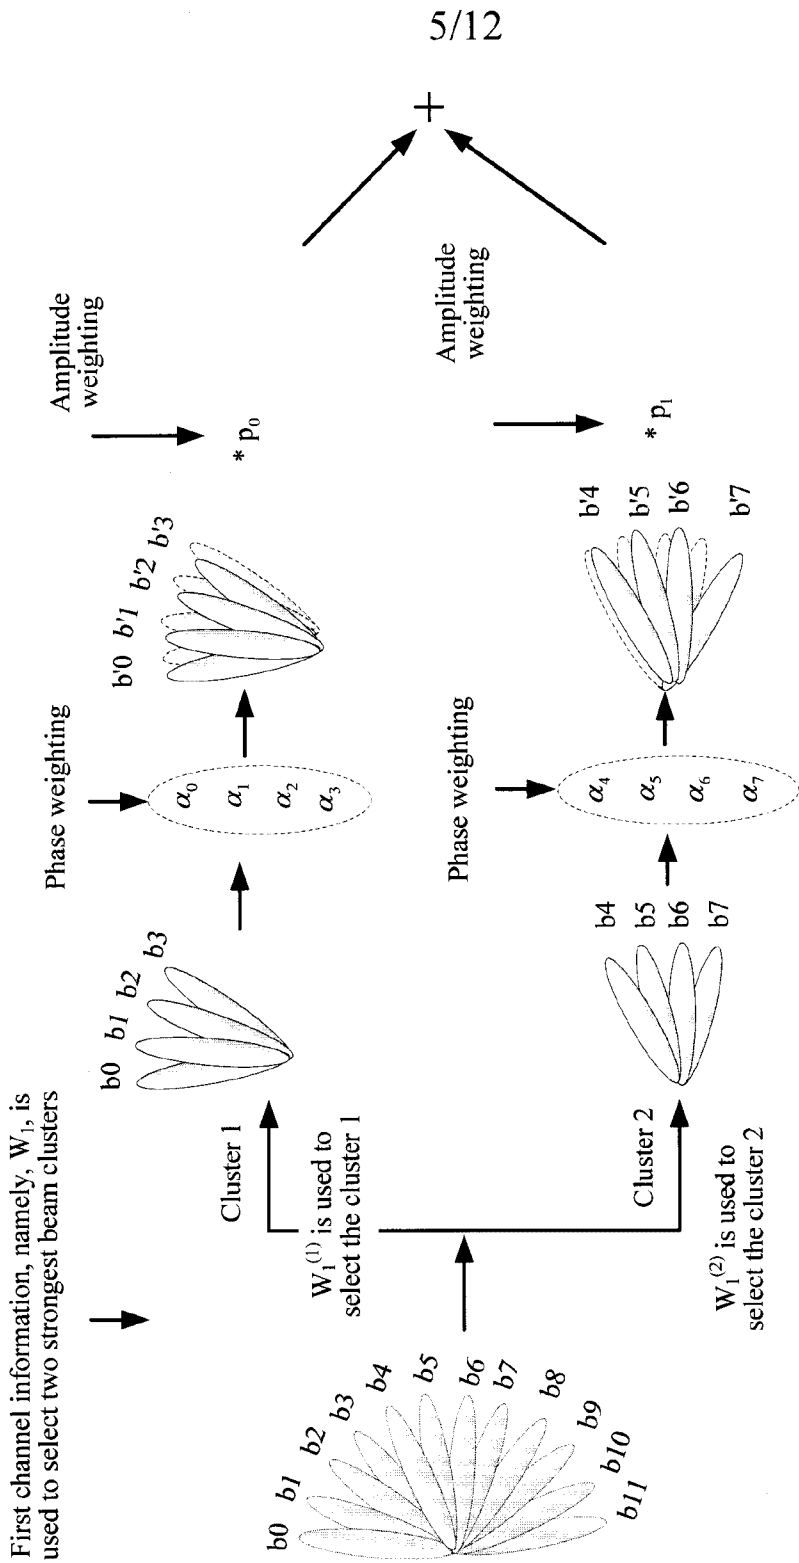 5/12
First channel information, namely, W₁, is
used to select two strongest beam clusters
b0
b1
b2
b3
b4
b5
b6
b7
b8
b9
b10
b11
Cluster 1
W₁⁽¹⁾ is used to
select the cluster 1
Cluster 2
W₁⁽²⁾ is used to
select the cluster 2
b0
b1
b2
b3
Phase weighting
α₀
α₁
α₂
α₃
b'0
b'1
b'2
b'3
Amplitude
weighting
* p₀
b4
b5
b6
b7
Phase weighting
α₄
α₅
α₆
α₇
b'4
b'5
b'6
b'7
Amplitude
weighting
* p₁
+